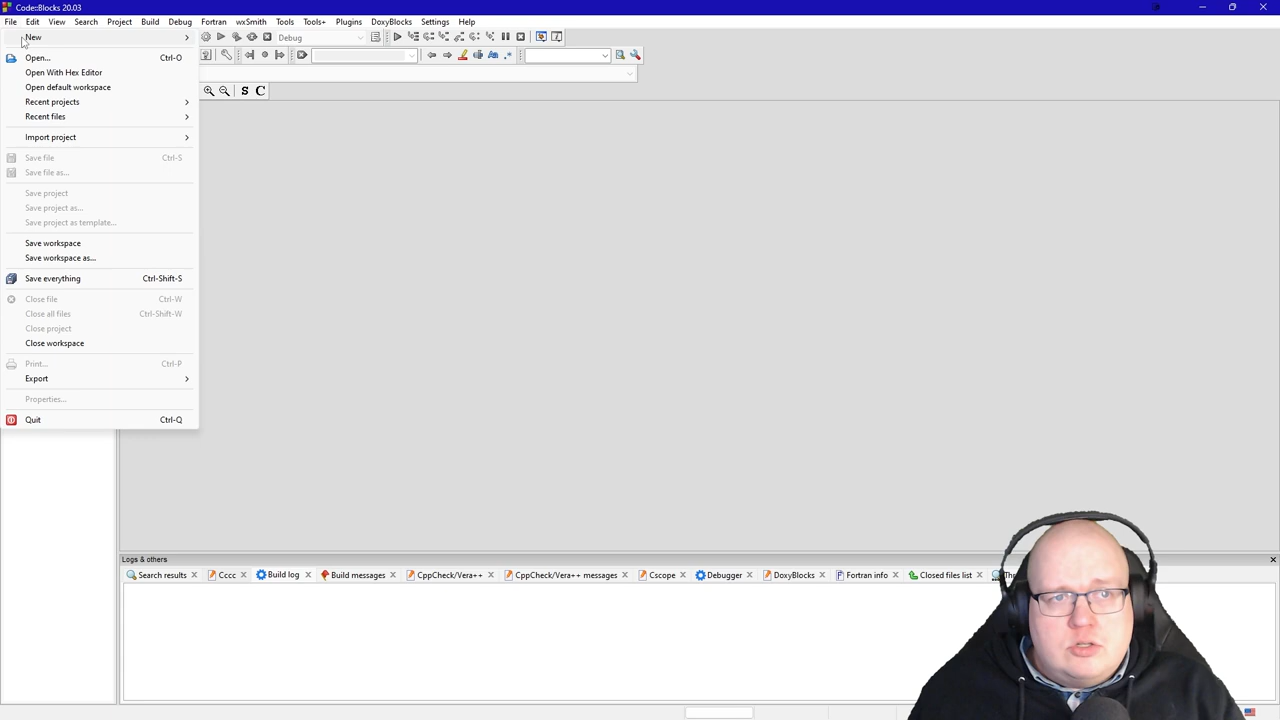 Code::Blocks 20.03
File Edit View Search Project Build Debug Fortran wxSmith Tools Tools+ Plugins DoxyBlocks Settings Help
New
Debug
Open... Ctrl-O
Open With Hex Editor
Open default workspace
S C
Recent projects
Recent files
Import project
Save file Ctrl-S
Save file as...
Save project
Save project as...
Save project as template...
Save workspace
Save workspace as...
Save everything Ctrl-Shift-S
Close file Ctrl-W
Close all files Ctrl-Shift-W
Close project
Close workspace
Print... Ctrl-P
Export
Properties...
Quit Ctrl-Q
Logs & others
Search results Cccc Build log Build messages CppCheck/Vera++ CppCheck/Vera++ messages Cscope Debugger DoxyBlocks Fortran info Closed files list